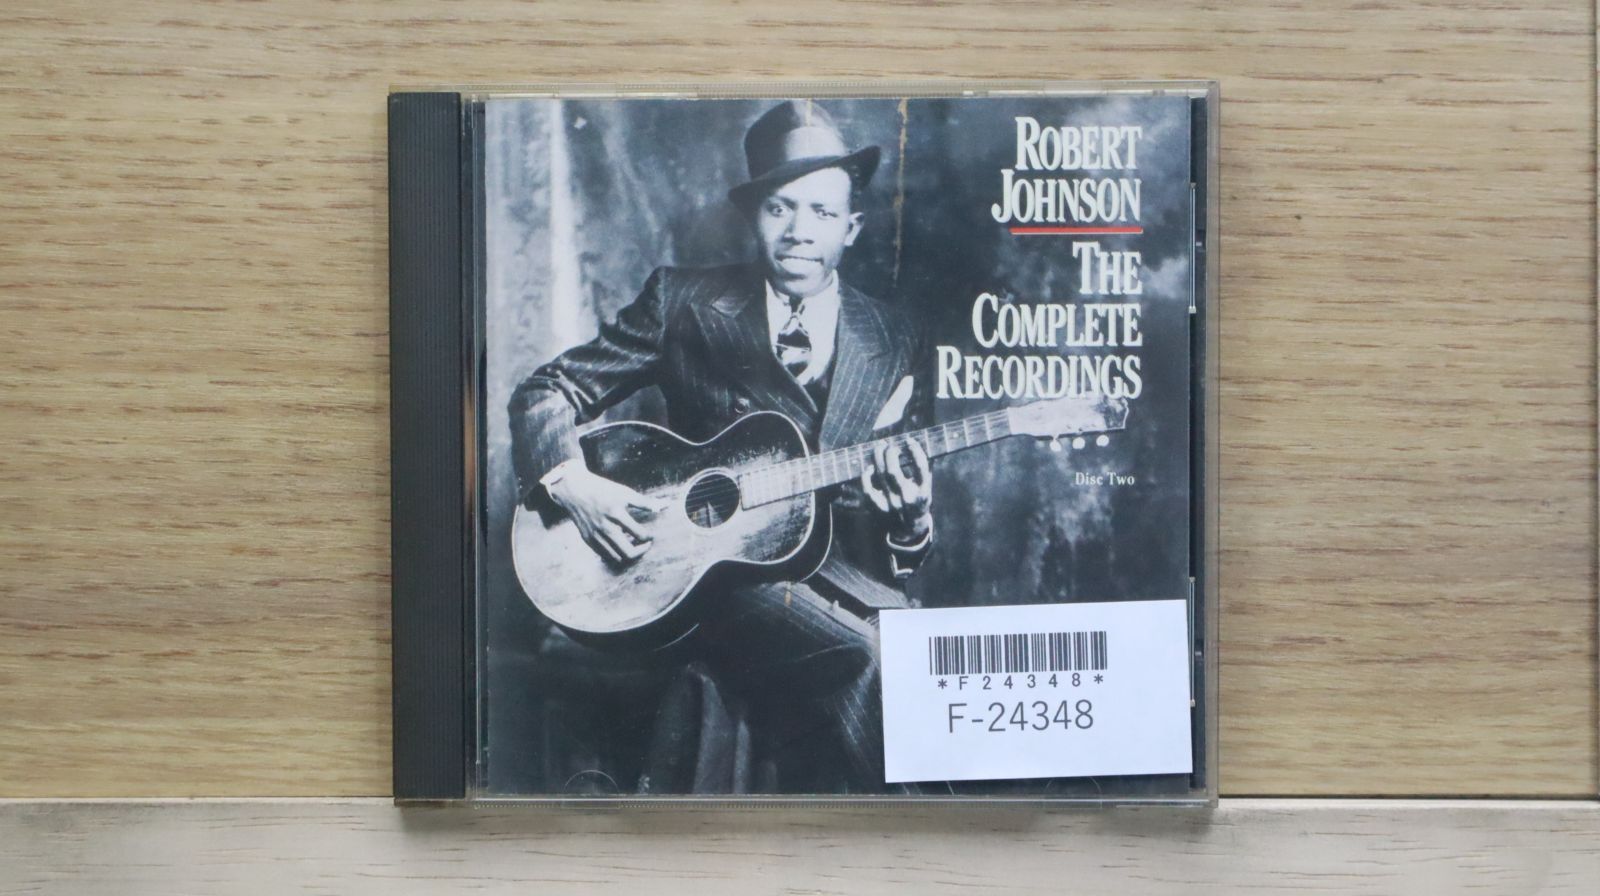 ROBERT
JOHNSON
THE
COMPLETE
RECORDINGS
Disc Two
*F24348*
F-24348